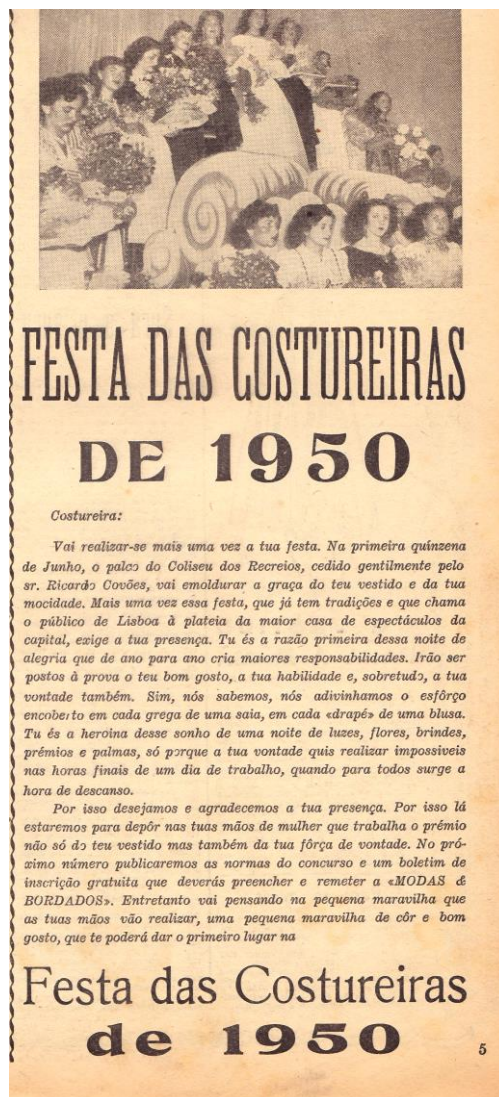 FESTA DAS COSTUREIRAS
DE 1950
Costureira:
Vai realizar-se mais uma vez a tua festa. Na primeira quinzena
de Junho, o palco do Coliseu dos Recreios, cedido gentilmente pelo
sr. Ricardo Covões, vai emoldurar a graça do teu vestido e da tua
mocidade. Mais uma vez essa festa, que já tem tradições e que chama
o público de Lisboa à plateia da maior casa de espectáculos da
capital, exige a tua presença. Tu és a razão primeira dessa noite de
alegria que de ano para ano cria maiores responsabilidades. Irão ser
postos à prova o teu bom gosto, a tua habilidade e, sobretudo, a tua
vontade também. Sim, nós sabemos, nós adivinhamos o esfôrço
encoberto em cada grega de uma saia, em cada «drapé» de uma blusa.
Tu és a heroina desse sonho de uma noite de luzes, flores, brindes,
prémios e palmas, só porque a tua vontade quis realizar impossiveis
nas horas finais de um dia de trabalho, quando para todos surge a
hora de descanso.
Por isso desejamos e agradecemos a tua presença. Por isso lá
estaremos para depôr nas tuas mãos de mulher que trabalha o prémio
não só do teu vestido mas também da tua fôrça de vontade. No pró-
ximo número publicaremos as normas do concurso e um boletim de
inscrição gratuita que deverás preencher e remeter a «MODAS &
BORDADOS». Entretanto vai pensando na pequena maravilha que
as tuas mãos vão realizar, uma pequena maravilha de côr e bom
gosto, que te poderá dar o primeiro lugar na
Festa das Costureiras
de 1950
5